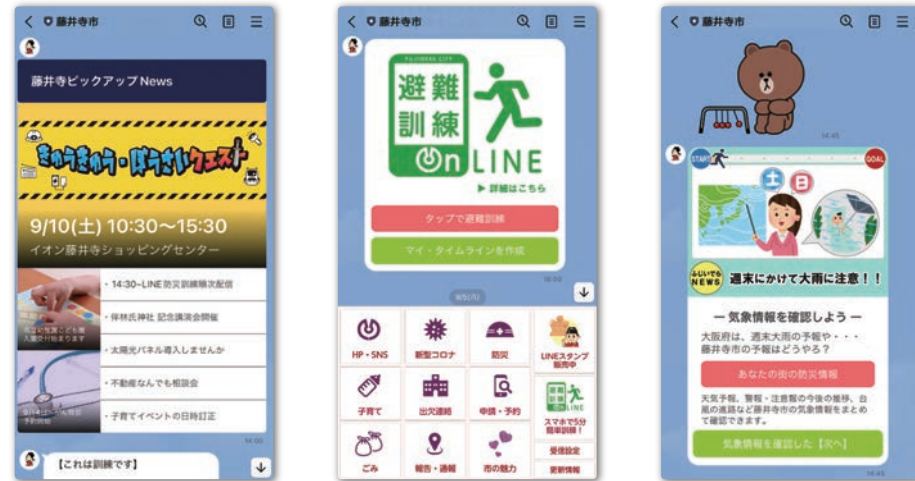 藤井寺市
藤井寺ピックアップNews
きゅうきゅう・ぼうさいクエスト
9/10(土) 10:30〜15:30
イオン藤井寺ショッピングセンター
・14:30~LINE防災訓練順次配信
・伴林氏神社 記念講演会開催
・太陽光パネル導入しませんか
・不動産なんでも相談会
・子育てイベントの日時訂正
14:00
【これは訓練です】
藤井寺市
FUJIIDERA CITY
避難
訓練
On LINE
▶ 詳細はこちら
タップで避難訓練
マイ・タイムラインを作成
HP・SNS
新型コロナ
防災
LINEスタンプ
販売中
子育て
出欠連絡
申請・予約
避難
訓練
On LINE
スマホで5分
簡単訓練！
ごみ
報告・通報
市の魅力
受信設定
更新情報
藤井寺市
14:45
START
GOAL
土
日
ふじいでら
NEWS
週末にかけて大雨に注意！！
― 気象情報を確認しよう ―
大阪府は、週末大雨の予報や・・・
藤井寺市の予報はどうやる？
あなたの街の防災情報
天気予報、警報・注意報の今後の推移、台
風の進路など藤井寺市の気象情報をまとめ
て確認できます。
気象情報を確認した【次へ】
14:45